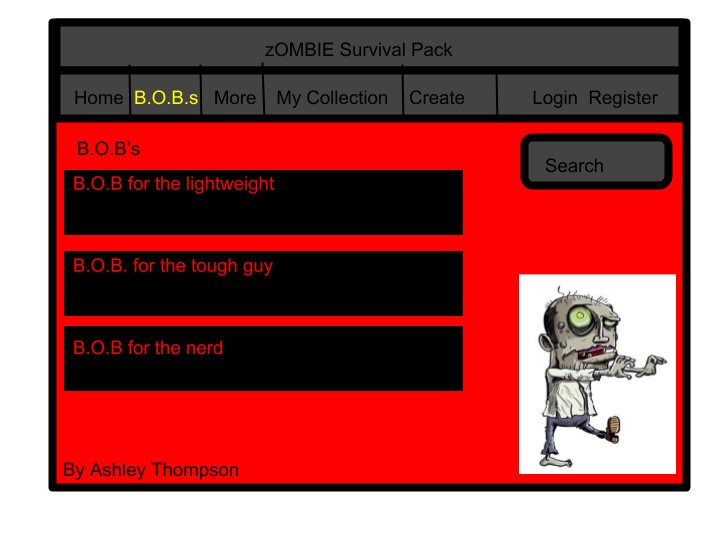 zOMBIE Survival Pack
Home B.O.B.s More My Collection Create Login Register
B.O.B's
Search
B.O.B for the lightweight
B.O.B. for the tough guy
B.O.B for the nerd
By Ashley Thompson